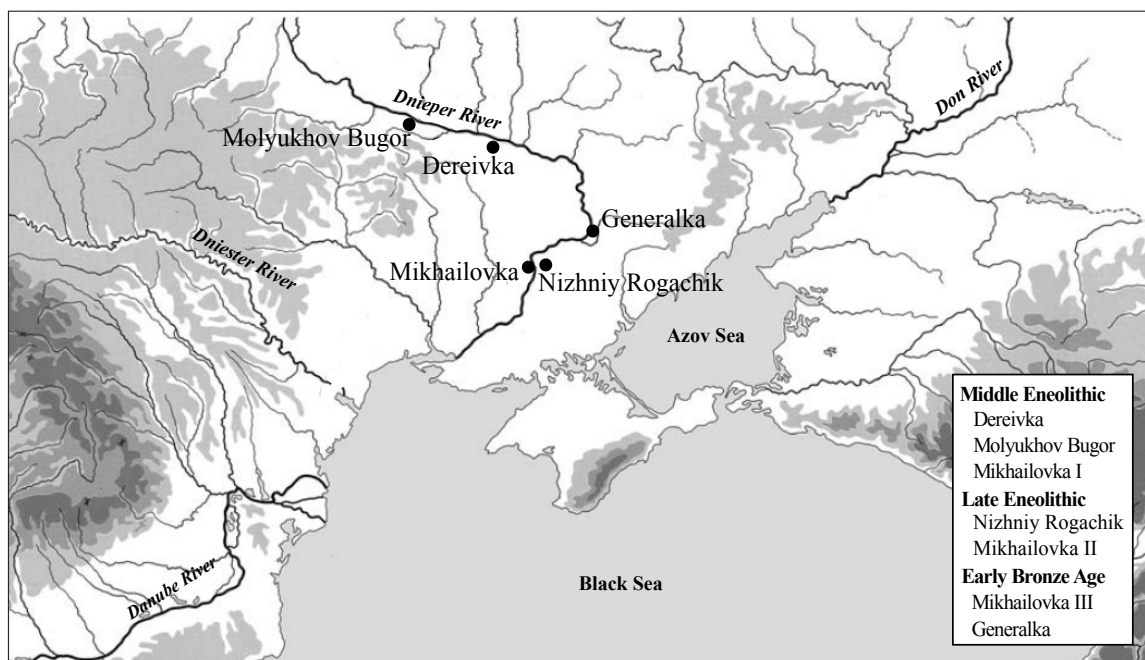 Dnieper River
Don River
Molyukhov Bugor
Dereivka
Generalka
Dniester River
Mikhailovka
Nizhniy Rogachik
Azov Sea
Black Sea
Danube River
Middle Eneolithic
Dereivka
Molyukhov Bugor
Mikhailovka I
Late Eneolithic
Nizhniy Rogachik
Mikhailovka II
Early Bronze Age
Mikhailovka III
Generalka